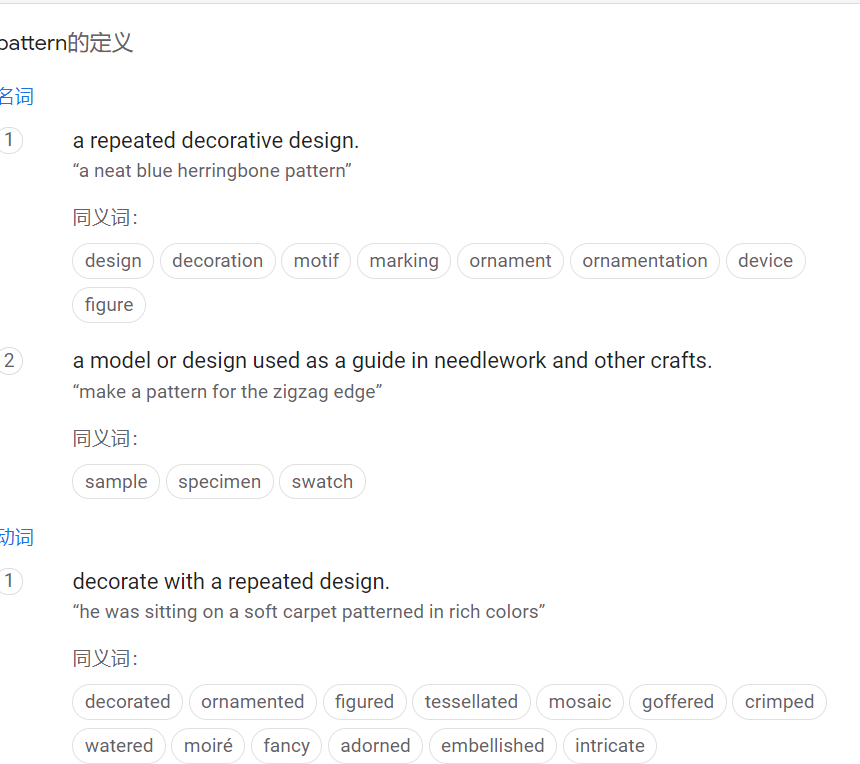 pattern的定义
名词
1
a repeated decorative design.
“a neat blue herringbone pattern”
同义词：
design decoration motif marking ornament ornamentation device
figure
2
a model or design used as a guide in needlework and other crafts.
“make a pattern for the zigzag edge”
同义词：
sample specimen swatch
动词
1
decorate with a repeated design.
“he was sitting on a soft carpet patterned in rich colors”
同义词：
decorated ornamented figured tessellated mosaic goffered crimped
watered moiré fancy adorned embellished intricate